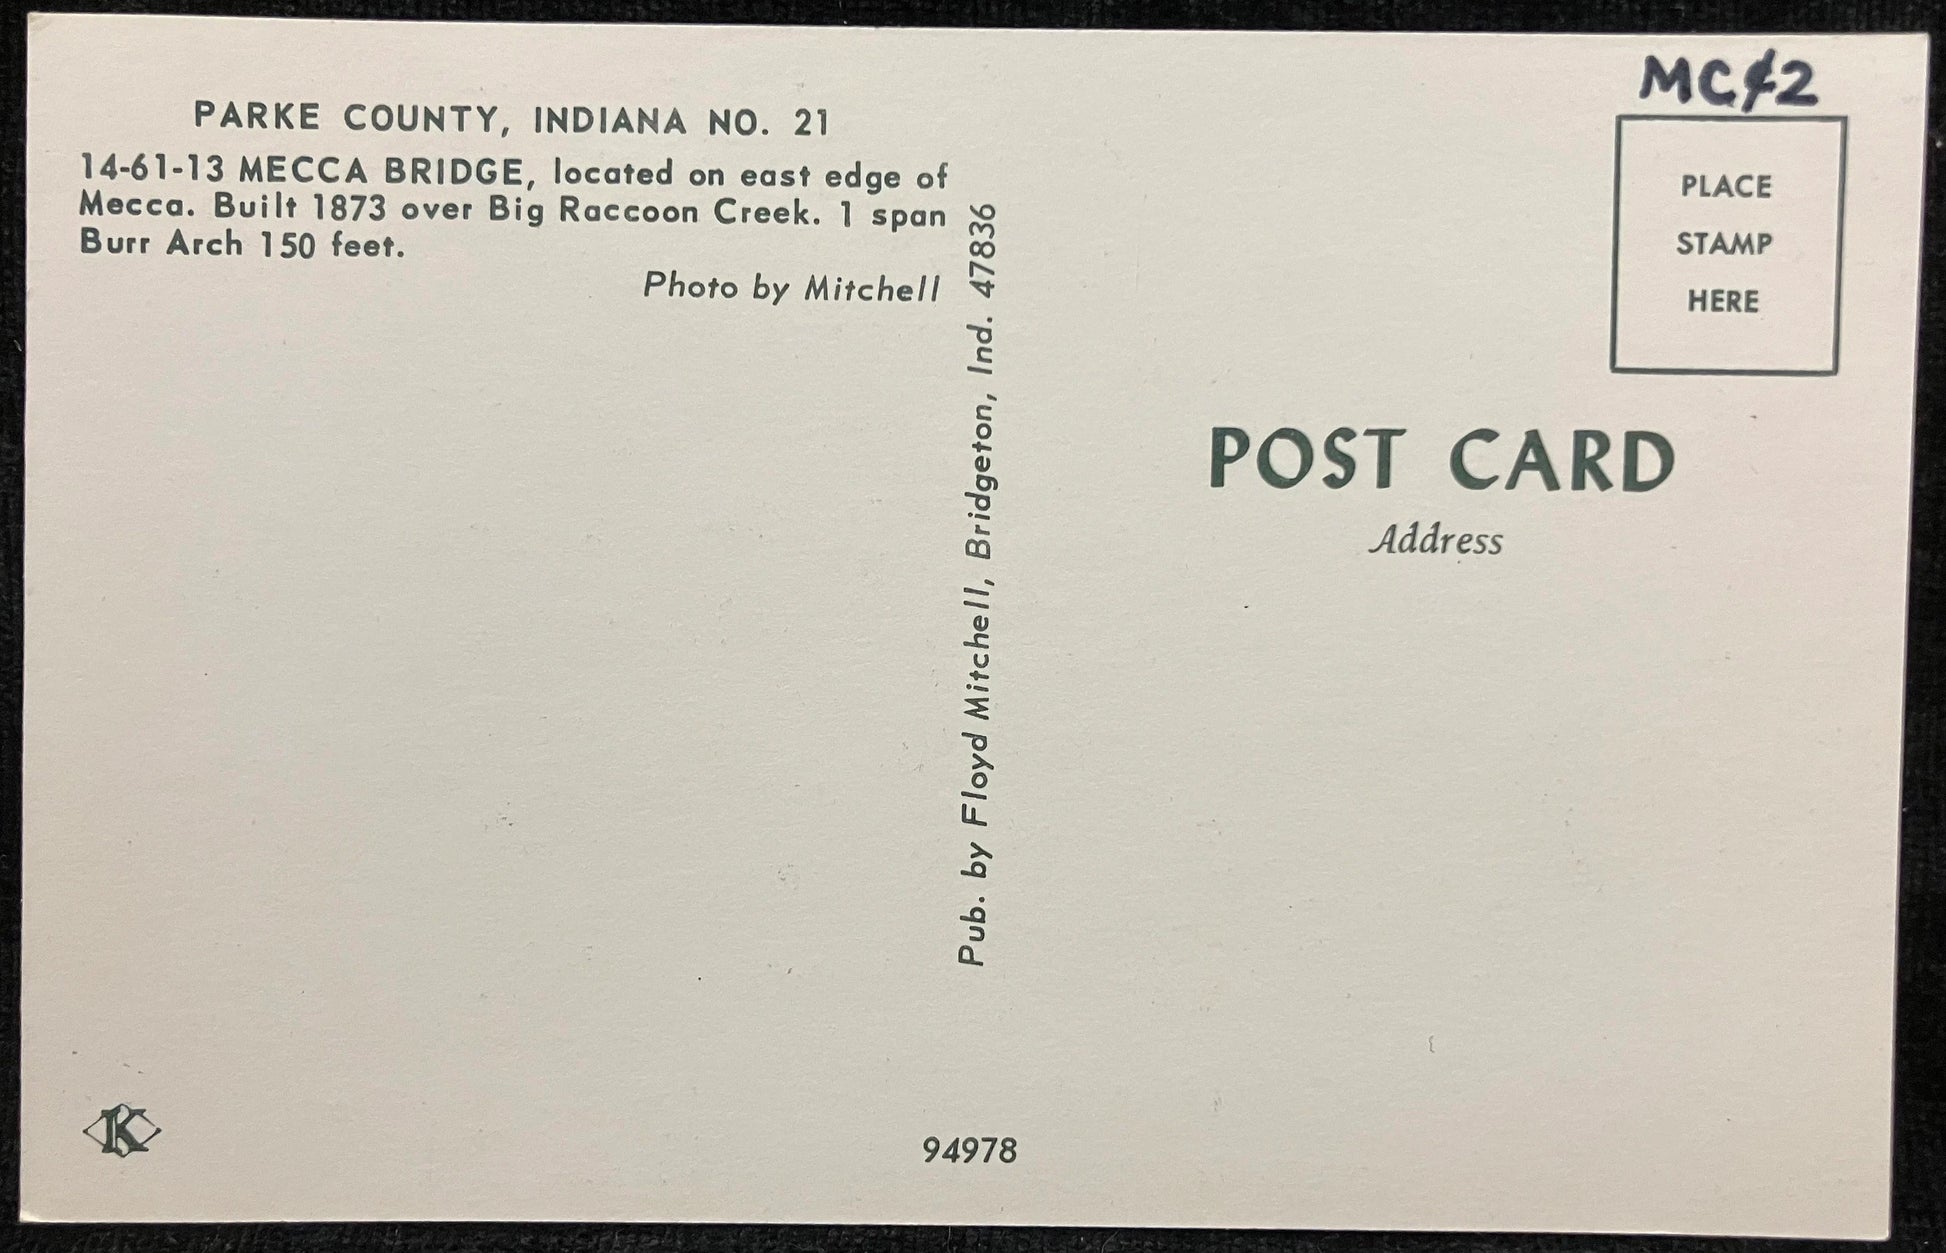 MC¢2
PARKE COUNTY, INDIANA NO. 21
14-61-13 MECCA BRIDGE, located on east edge of
Mecca. Built 1873 over Big Raccoon Creek. 1 span
Burr Arch 150 feet.
Photo by Mitchell
Pub. by Floyd Mitchell, Bridgeton, Ind. 47836
PLACE
STAMP
HERE
POST CARD
Address
K
94978